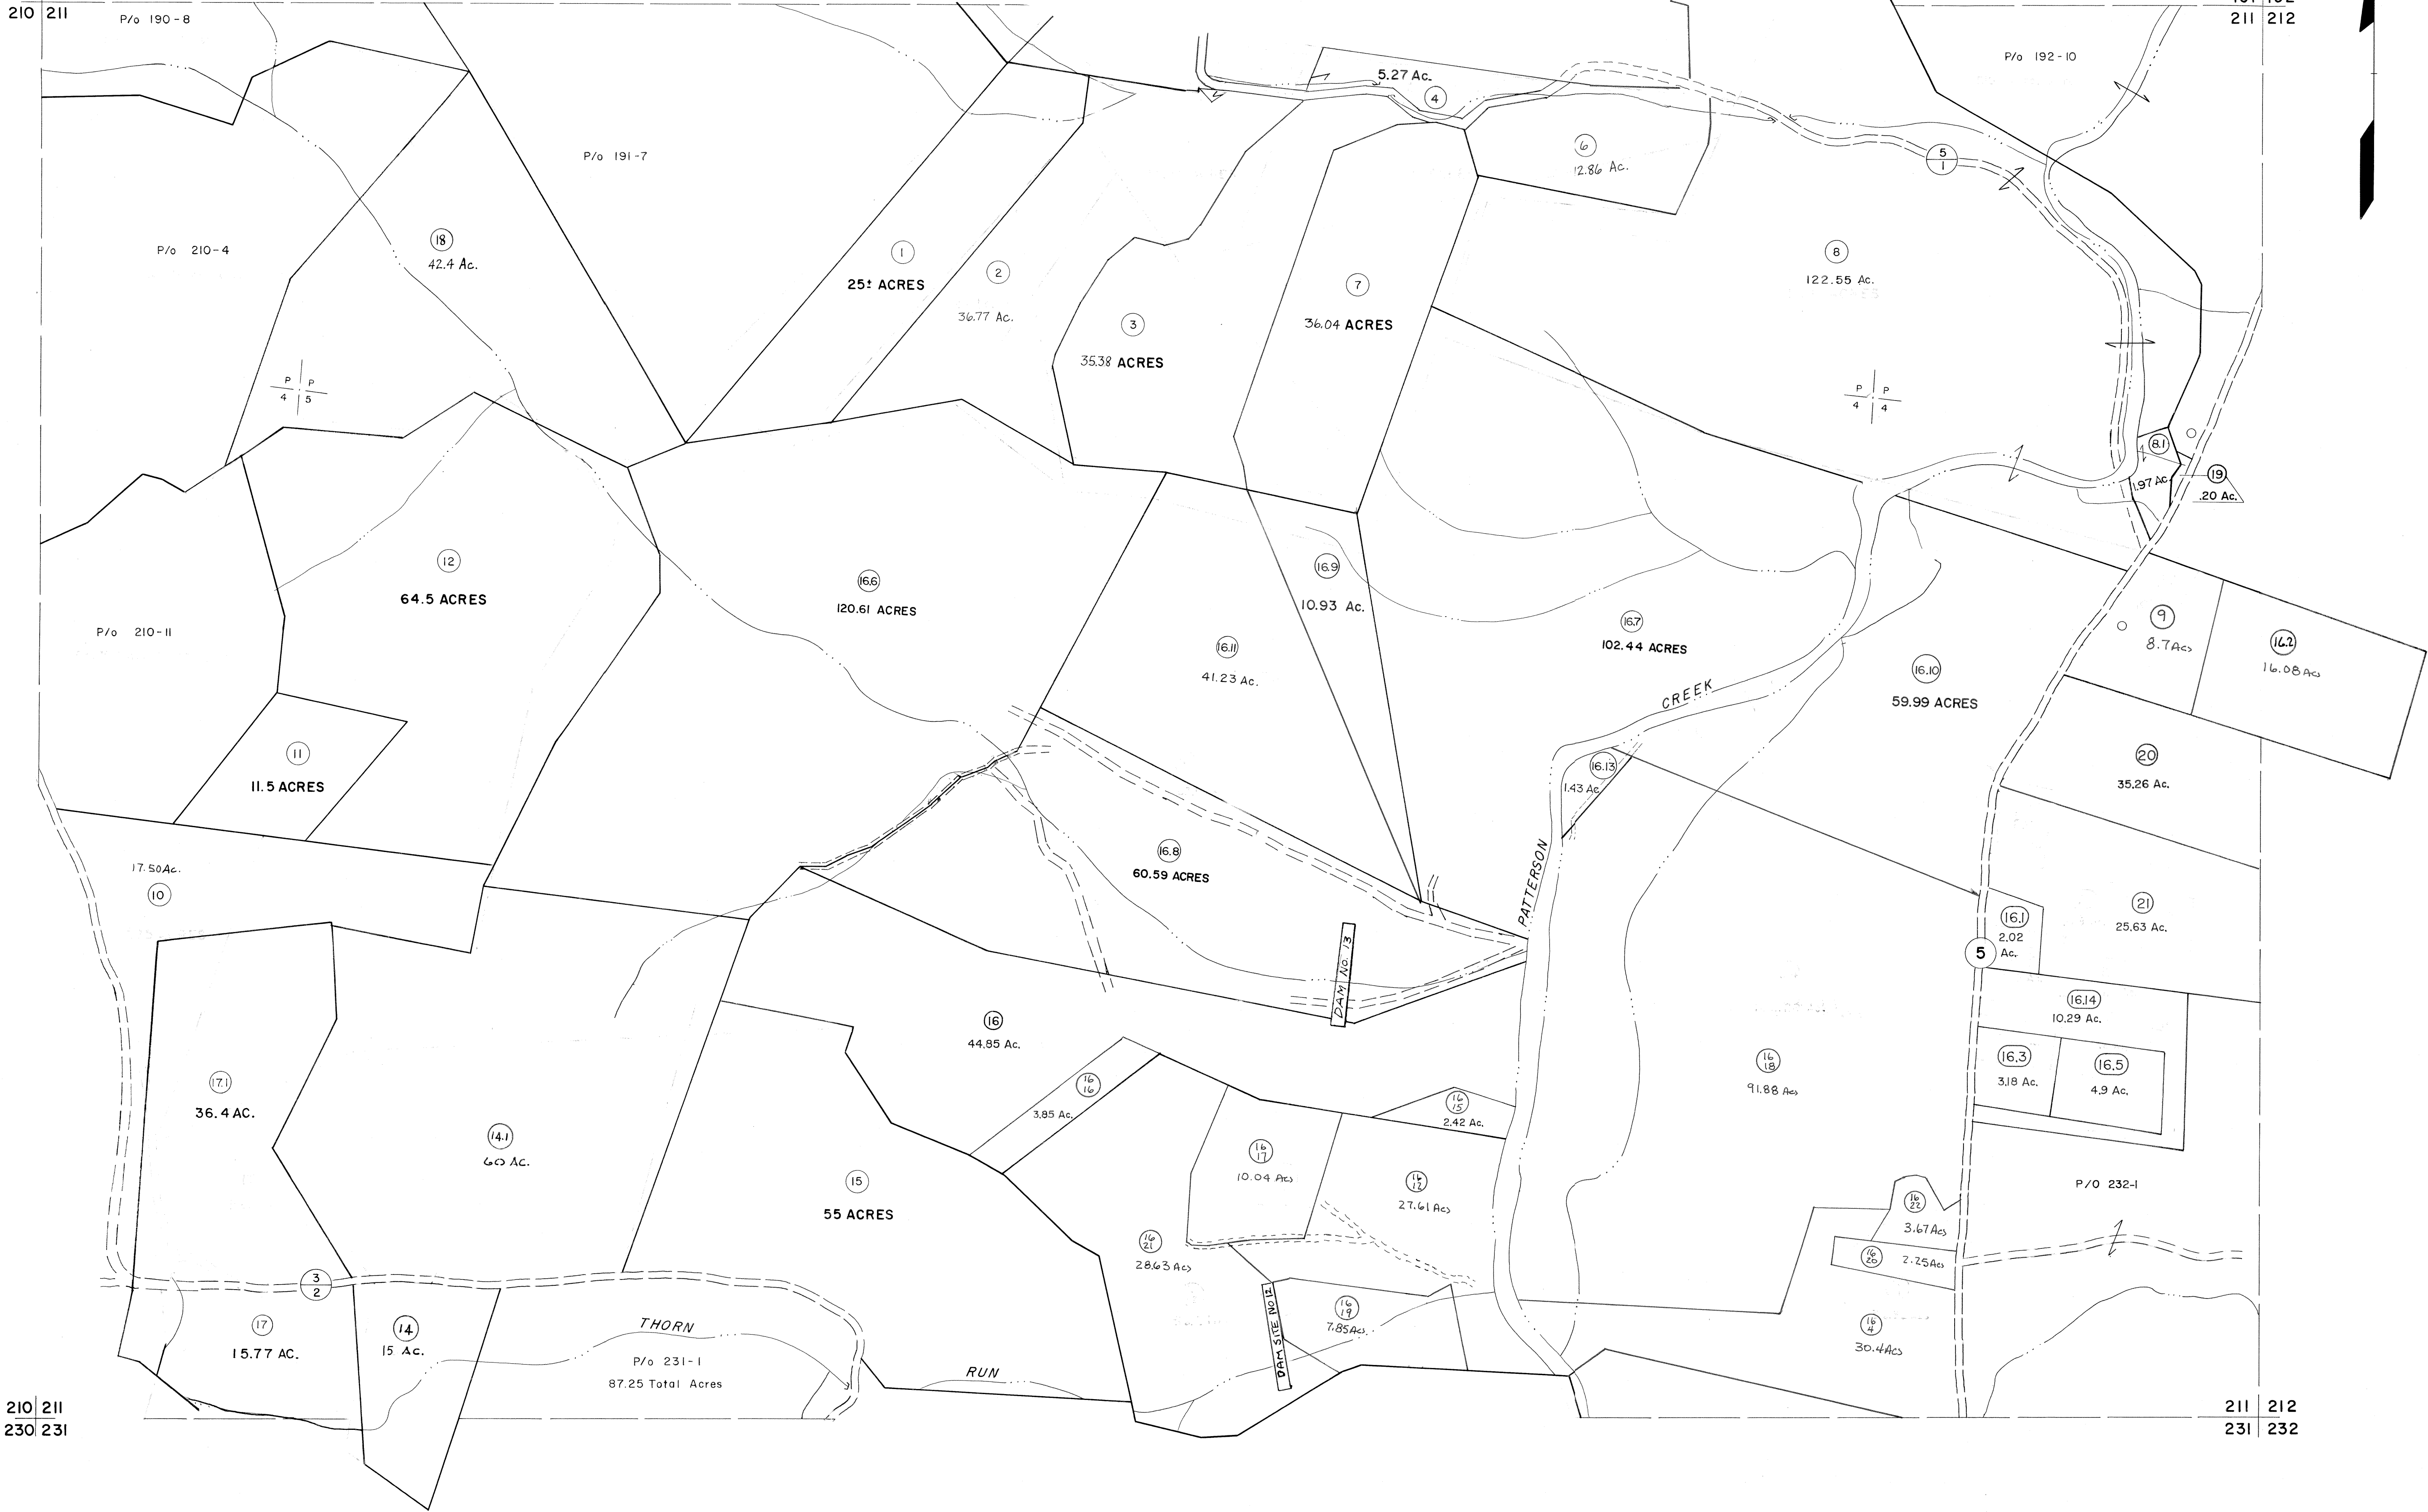 210 211
P/o 190-8
211 212
P/o 192-10
5.27 Ac.
4
P/o 191-7
6
5
1
P/o 210-4
18
42.4 Ac.
1
25± ACRES
2
36.77 Ac.
3
35.38 ACRES
7
36.04 ACRES
8
122.55 Ac.
P P
4 5
P P
4 4
8.1
1.97 Ac.
19
.20 Ac.
12
64.5 ACRES
16.6
120.61 ACRES
16.9
10.93 Ac.
16.7
102.44 ACRES
9
8.7 Acs
16.2
16.08 Acs
P/o 210-11
16.11
41.23 Ac.
16.10
59.99 ACRES
CREEK
11
11.5 ACRES
20
35.26 Ac.
16.13
1.43 Ac.
17.50 Ac.
10
16.8
60.59 ACRES
PATTERSON
16.1
2.02
Ac.
21
25.63 Ac.
5
DAM No. 13
16
44.85 Ac.
16.14
10.29 Ac.
16.3
3.18 Ac.
16.5
4.9 Ac.
17.1
36.4 AC.
16
16
3.85 Ac.
16
15
2.42 Ac.
16
18
91.88 Acs
14.1
60 AC.
15
55 ACRES
16
17
10.04 Acs
16
12
27.61 Acs
P/O 232-1
16
22
3.67 Acs
16
21
28.63 Acs
16
20
2.25 Acs
3
2
17
15.77 AC.
14
15 Ac.
THORN
P/o 231-1
87.25 Total Acres
RUN
DAM SITE NO 12
16
19
7.85 Acs.
16
4
30.4 Acs
210 211
230 231
211 212
231 232